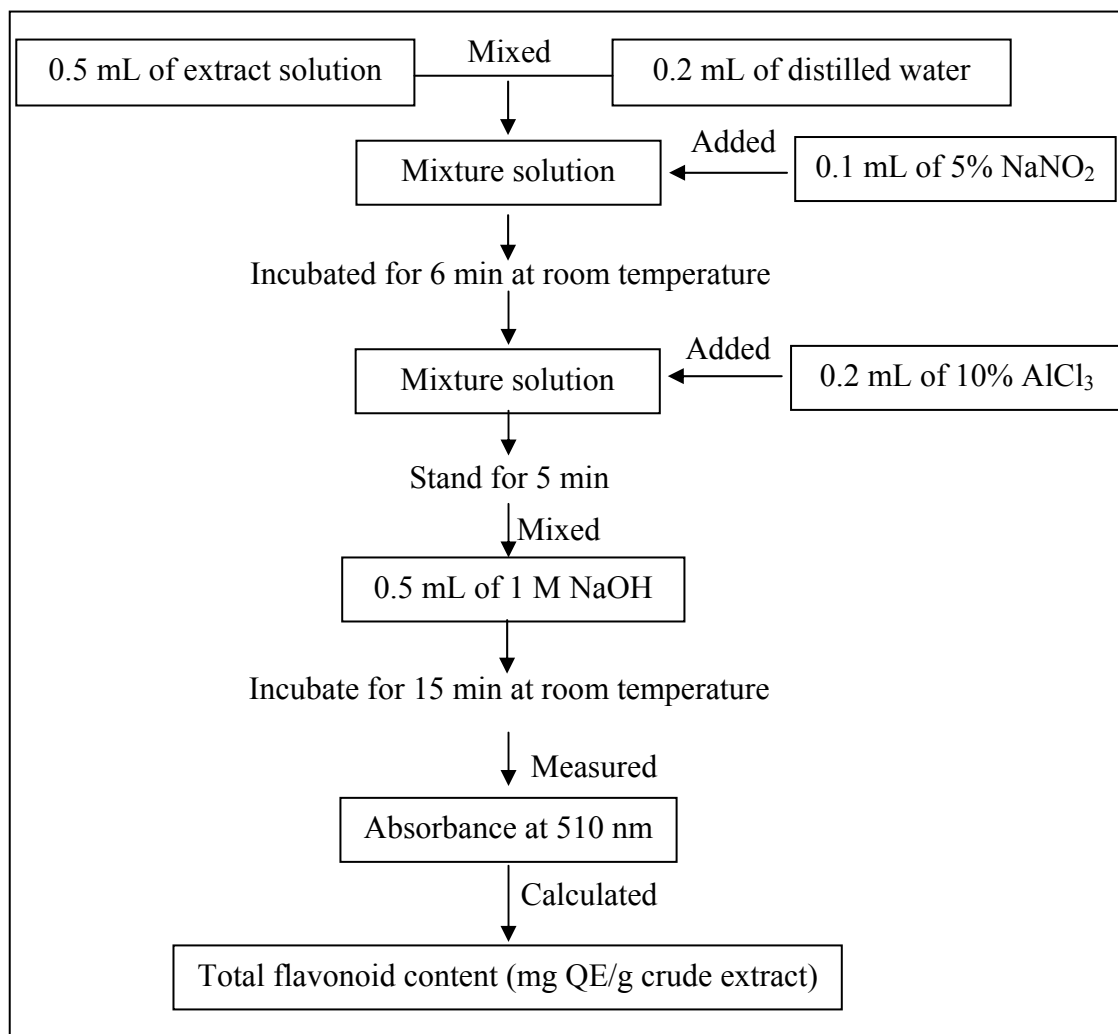 Mixed
0.5 mL of extract solution
0.2 mL of distilled water
Mixture solution
Added
0.1 mL of 5% NaNO₂
Incubated for 6 min at room temperature
Mixture solution
Added
0.2 mL of 10% AlCl₃
Stand for 5 min
Mixed
0.5 mL of 1 M NaOH
Incubate for 15 min at room temperature
Measured
Absorbance at 510 nm
Calculated
Total flavonoid content (mg QE/g crude extract)